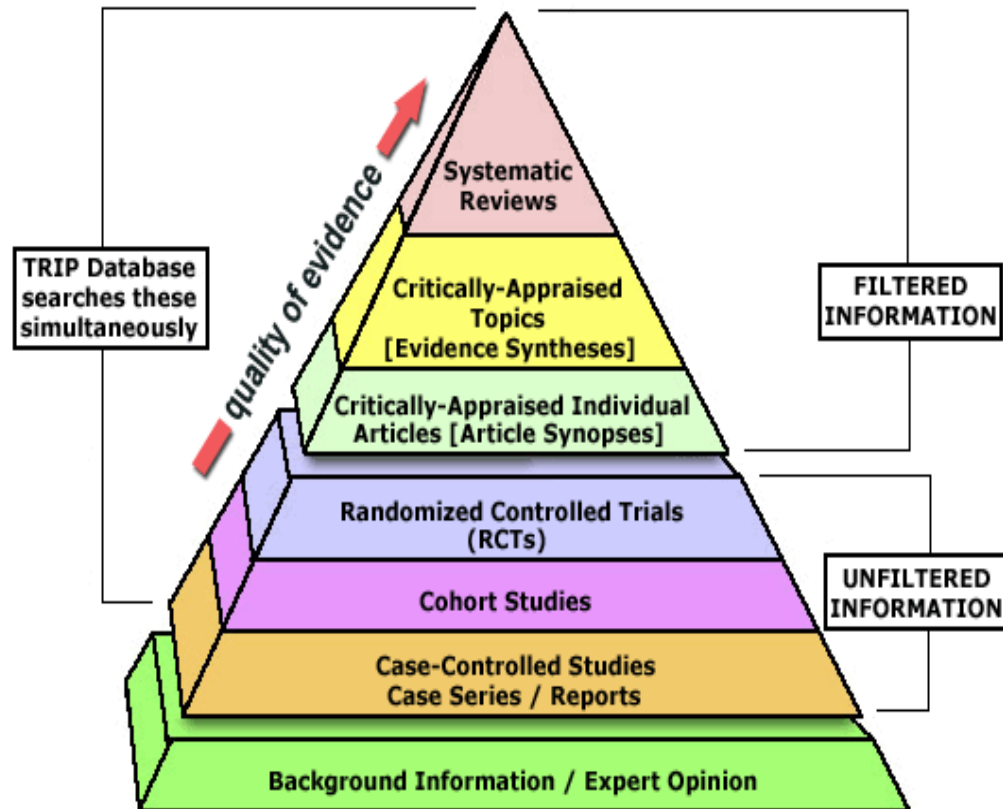 Systematic
Reviews
TRIP Database
searches these
simultaneously
quality of evidence
FILTERED
INFORMATION
Critically-Appraised
Topics
[Evidence Syntheses]
Critically-Appraised Individual
Articles [Article Synopses]
Randomized Controlled Trials
(RCTs)
UNFILTERED
INFORMATION
Cohort Studies
Case-Controlled Studies
Case Series / Reports
Background Information / Expert Opinion